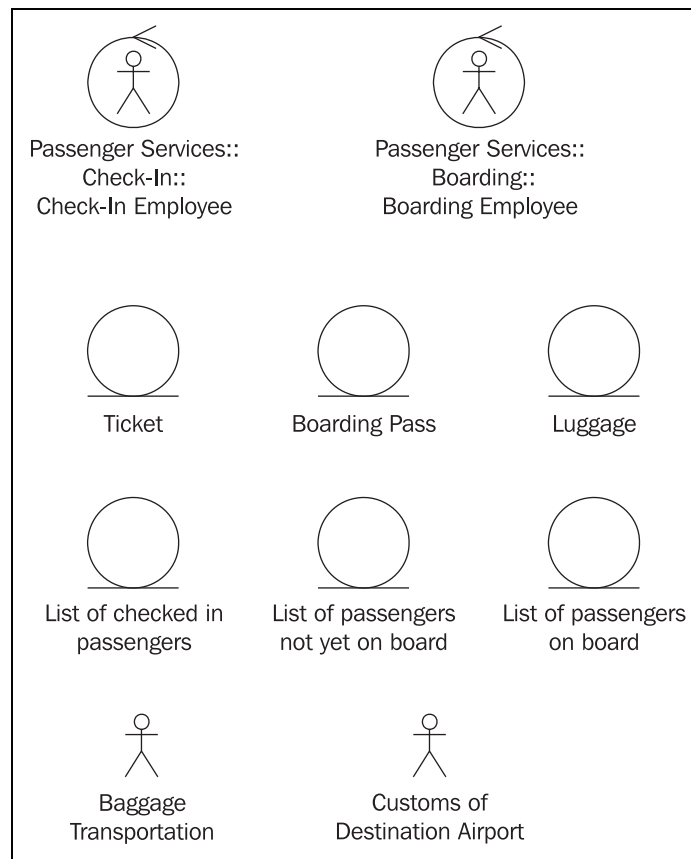 Passenger Services::
Check-In::
Check-In Employee
Passenger Services::
Boarding::
Boarding Employee
Ticket
Boarding Pass
Luggage
List of checked in
passengers
List of passengers
not yet on board
List of passengers
on board
Baggage
Transportation
Customs of
Destination Airport